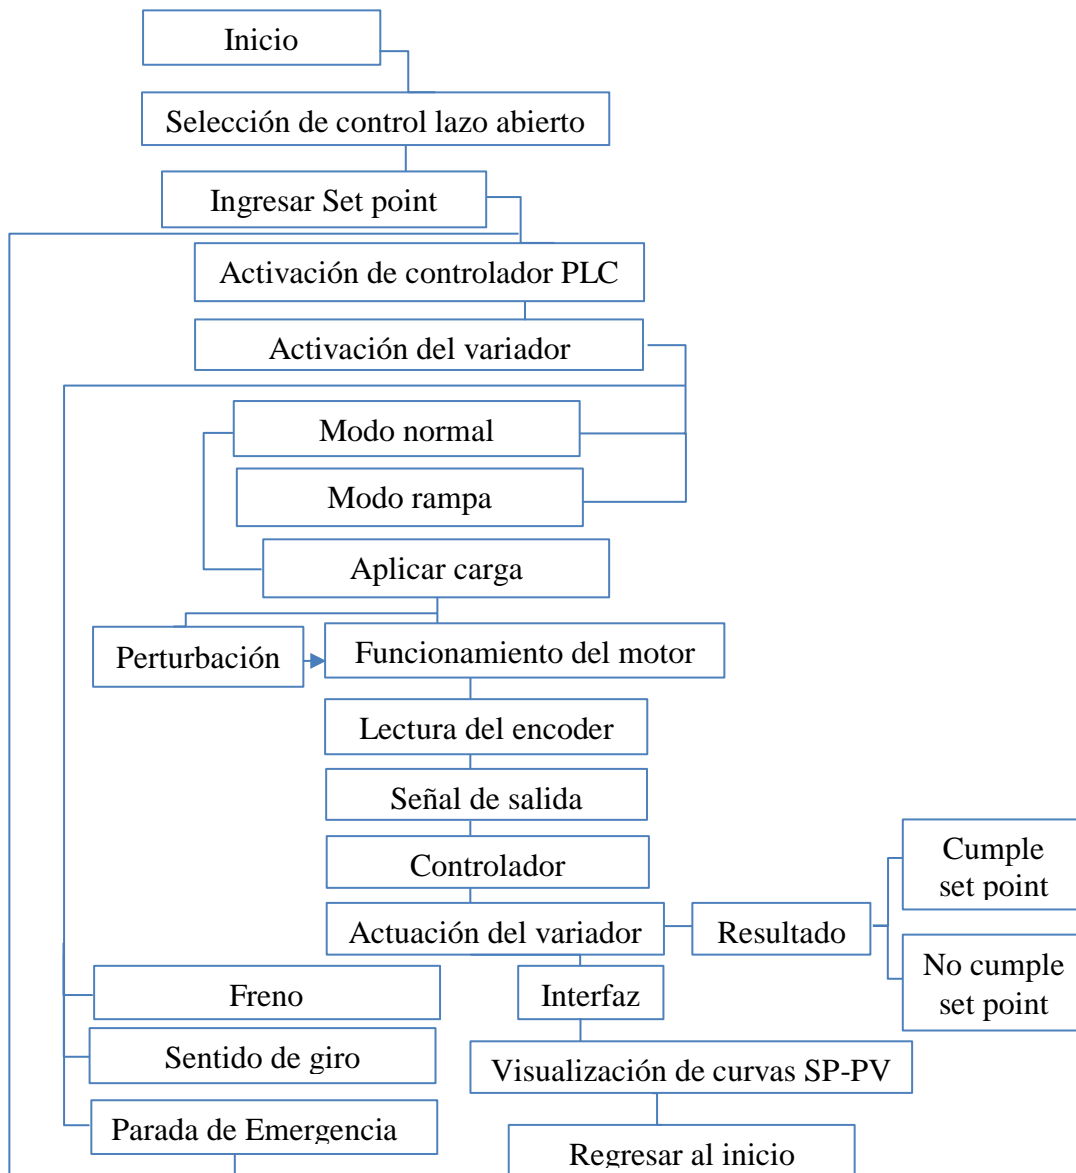 Inicio
Selección de control lazo abierto
Ingresar Set point
Activación de controlador PLC
Activación del variador
Modo normal
Modo rampa
Aplicar carga
Perturbación
Funcionamiento del motor
Lectura del encoder
Señal de salida
Controlador
Actuación del variador
Resultado
Cumple
set point
No cumple
set point
Freno
Interfaz
Sentido de giro
Visualización de curvas SP-PV
Parada de Emergencia
Regresar al inicio